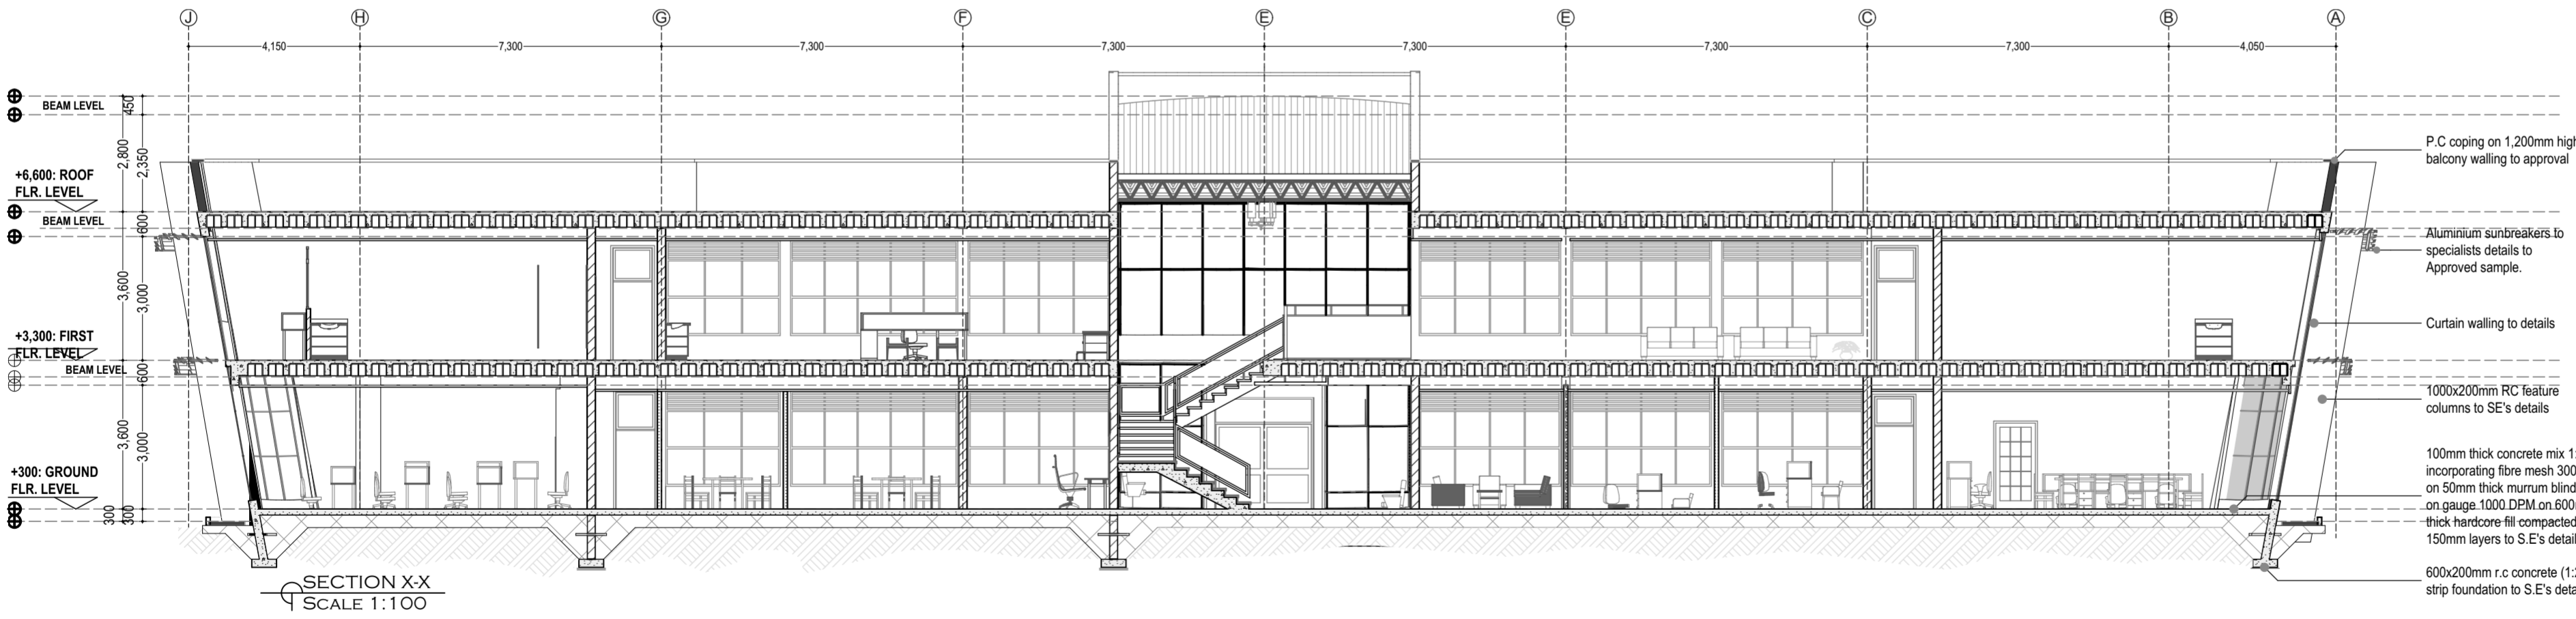 J H G F E E C B A
4,150 7,300 7,300 7,300 7,300 7,300 7,300 4,050
BEAM LEVEL
450
2,800
2,350
+6,600: ROOF
FLR. LEVEL
BEAM LEVEL
600
3,600
3,000
+3,300: FIRST
FLR. LEVEL
BEAM LEVEL
600
3,600
3,000
+300: GROUND
FLR. LEVEL
300
300
P.C coping on 1,200mm high
balcony walling to approval
Aluminium sunbreakers to
specialists details to
Approved sample.
Curtain walling to details
1000x200mm RC feature
columns to SE's details
100mm thick concrete mix 1:
incorporating fibre mesh 300
on 50mm thick murrum blind
on gauge 1000 DPM on 600
thick hardcore fill compacted
150mm layers to S.E's detail
600x200mm r.c concrete (1:
strip foundation to S.E's deta
SECTION X-X
SCALE 1:100